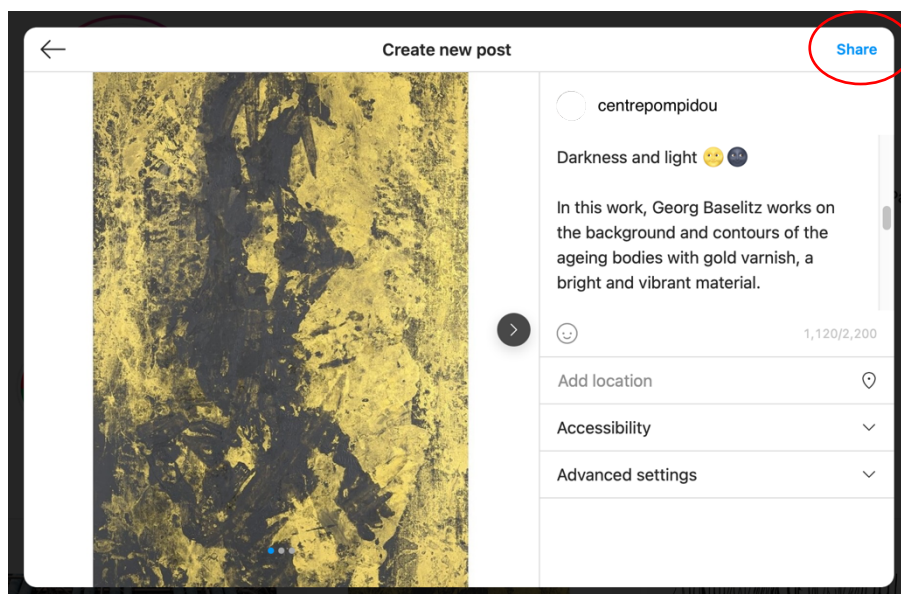 Create new post
Share
centrepompidou
Darkness and light 🌝🌚
In this work, Georg Baselitz works on
the background and contours of the
ageing bodies with gold varnish, a
bright and vibrant material.
1,120/2,200
Add location
Accessibility
Advanced settings